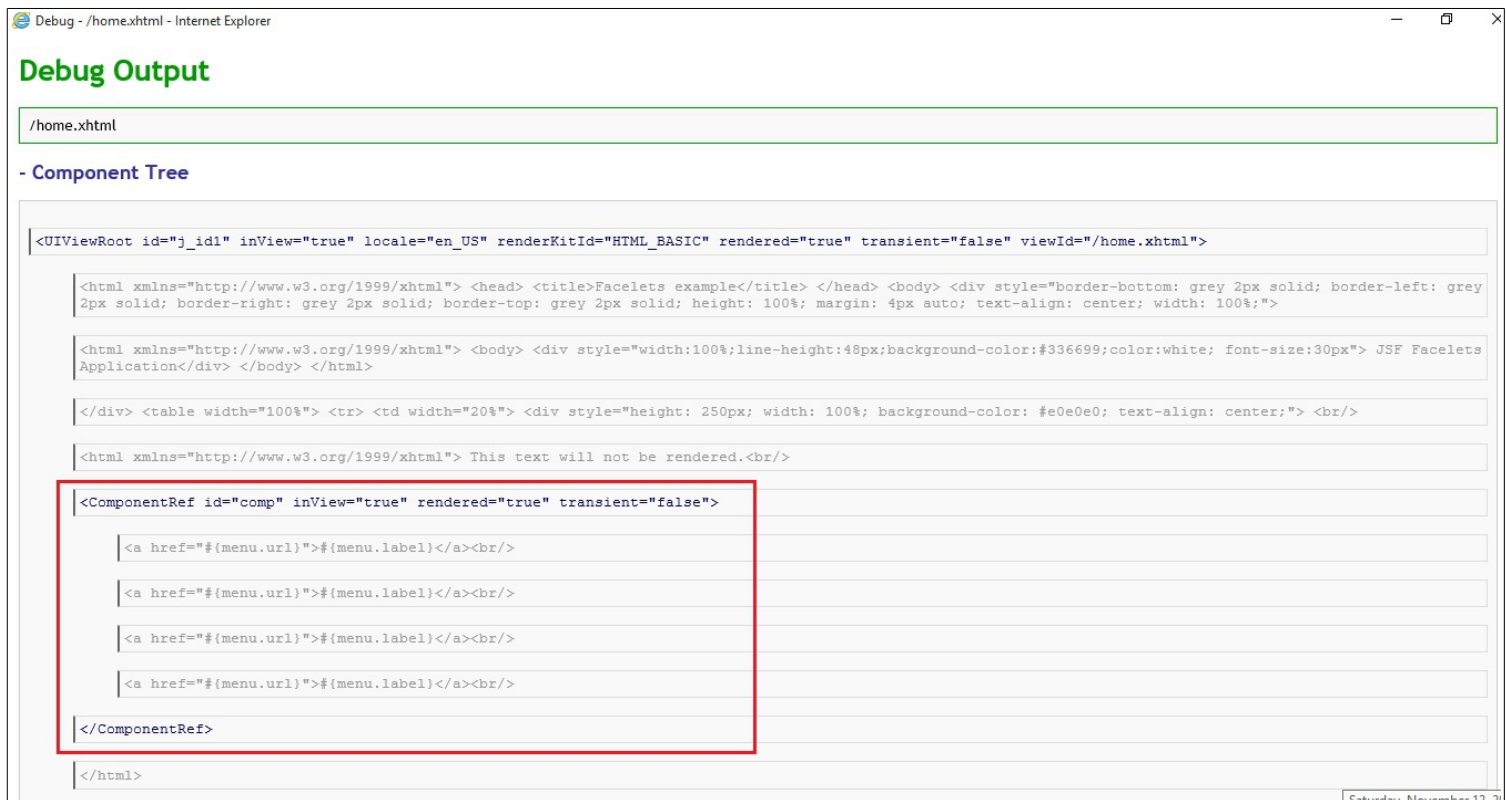 Debug - /home.xhtml - Internet Explorer
Debug Output
/home.xhtml
- Component Tree
<UIViewRoot id="j_id1" inView="true" locale="en_US" renderKitId="HTML_BASIC" rendered="true" transient="false" viewId="/home.xhtml">
<html xmlns="http://www.w3.org/1999/xhtml"> <head> <title>Facelets example</title> </head> <body> <div style="border-bottom: grey 2px solid; border-left: grey
2px solid; border-right: grey 2px solid; border-top: grey 2px solid; height: 100%; margin: 4px auto; text-align: center; width: 100%;">
<html xmlns="http://www.w3.org/1999/xhtml"> <body> <div style="width:100%;line-height:48px;background-color:#336699;color:white; font-size:30px"> JSF Facelets
Application</div> </body> </html>
</div> <table width="100%"> <tr> <td width="20%"> <div style="height: 250px; width: 100%; background-color: #e0e0e0; text-align: center;"> <br/>
<html xmlns="http://www.w3.org/1999/xhtml"> This text will not be rendered.<br/>
<ComponentRef id="comp" inView="true" rendered="true" transient="false">
<a href="#{menu.url}">#{menu.label}</a><br/>
<a href="#{menu.url}">#{menu.label}</a><br/>
<a href="#{menu.url}">#{menu.label}</a><br/>
<a href="#{menu.url}">#{menu.label}</a><br/>
</ComponentRef>
</html>
Saturday, November